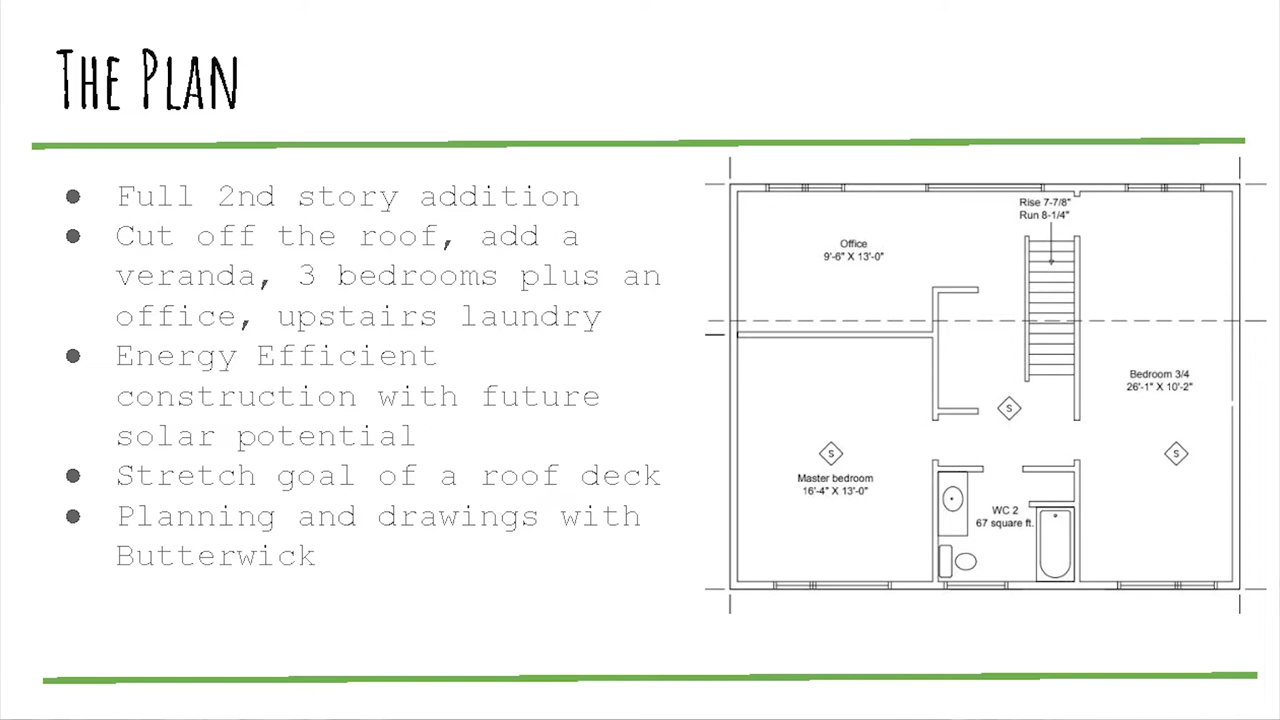 THE PLAN
● Full 2nd story addition
● Cut off the roof, add a
veranda, 3 bedrooms plus an
office, upstairs laundry
● Energy Efficient
construction with future
solar potential
● Stretch goal of a roof deck
● Planning and drawings with
Butterwick
Rise 7-7/8"
Run 8-1/4"
Office
9'-6" X 13'-0"
Bedroom 3/4
26'-1" X 10'-2"
S
S
S
Master bedroom
16'-4" X 13'-0"
WC 2
67 square ft.